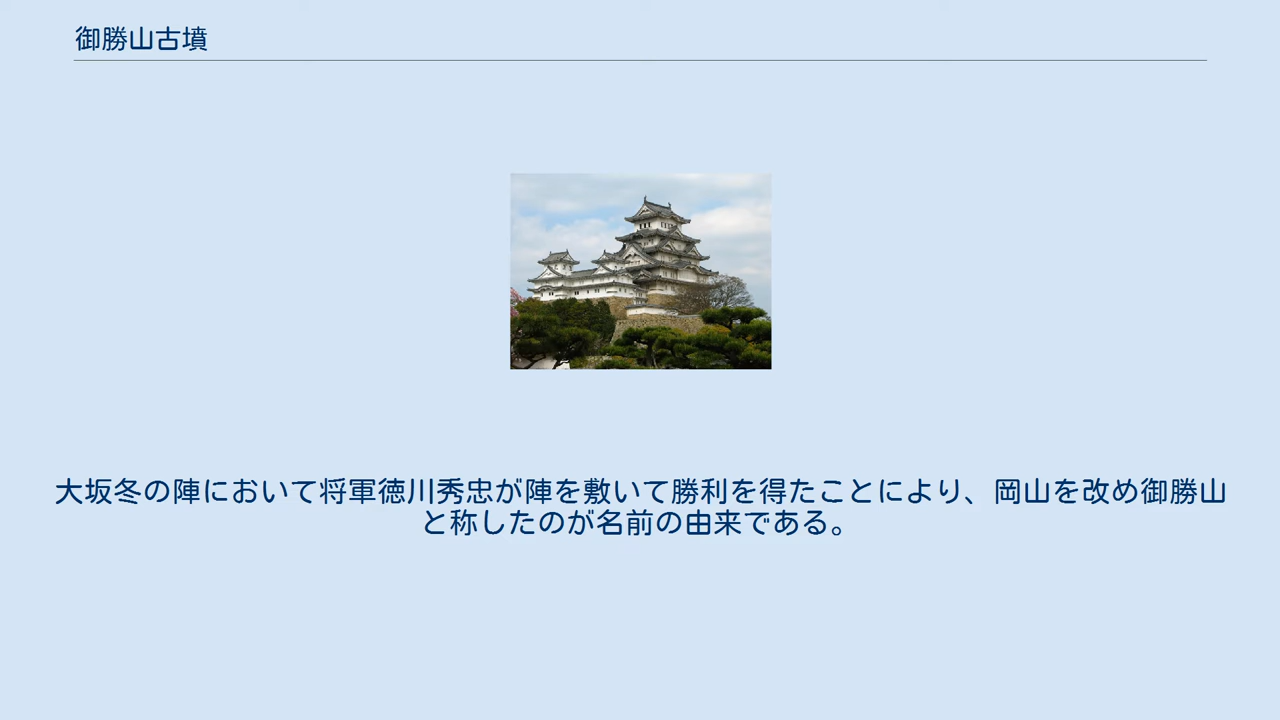 御勝山古墳
大坂冬の陣において将軍徳川秀忠が陣を敷いて勝利を得たことにより、岡山を改め御勝山
と称したのが名前の由来である。